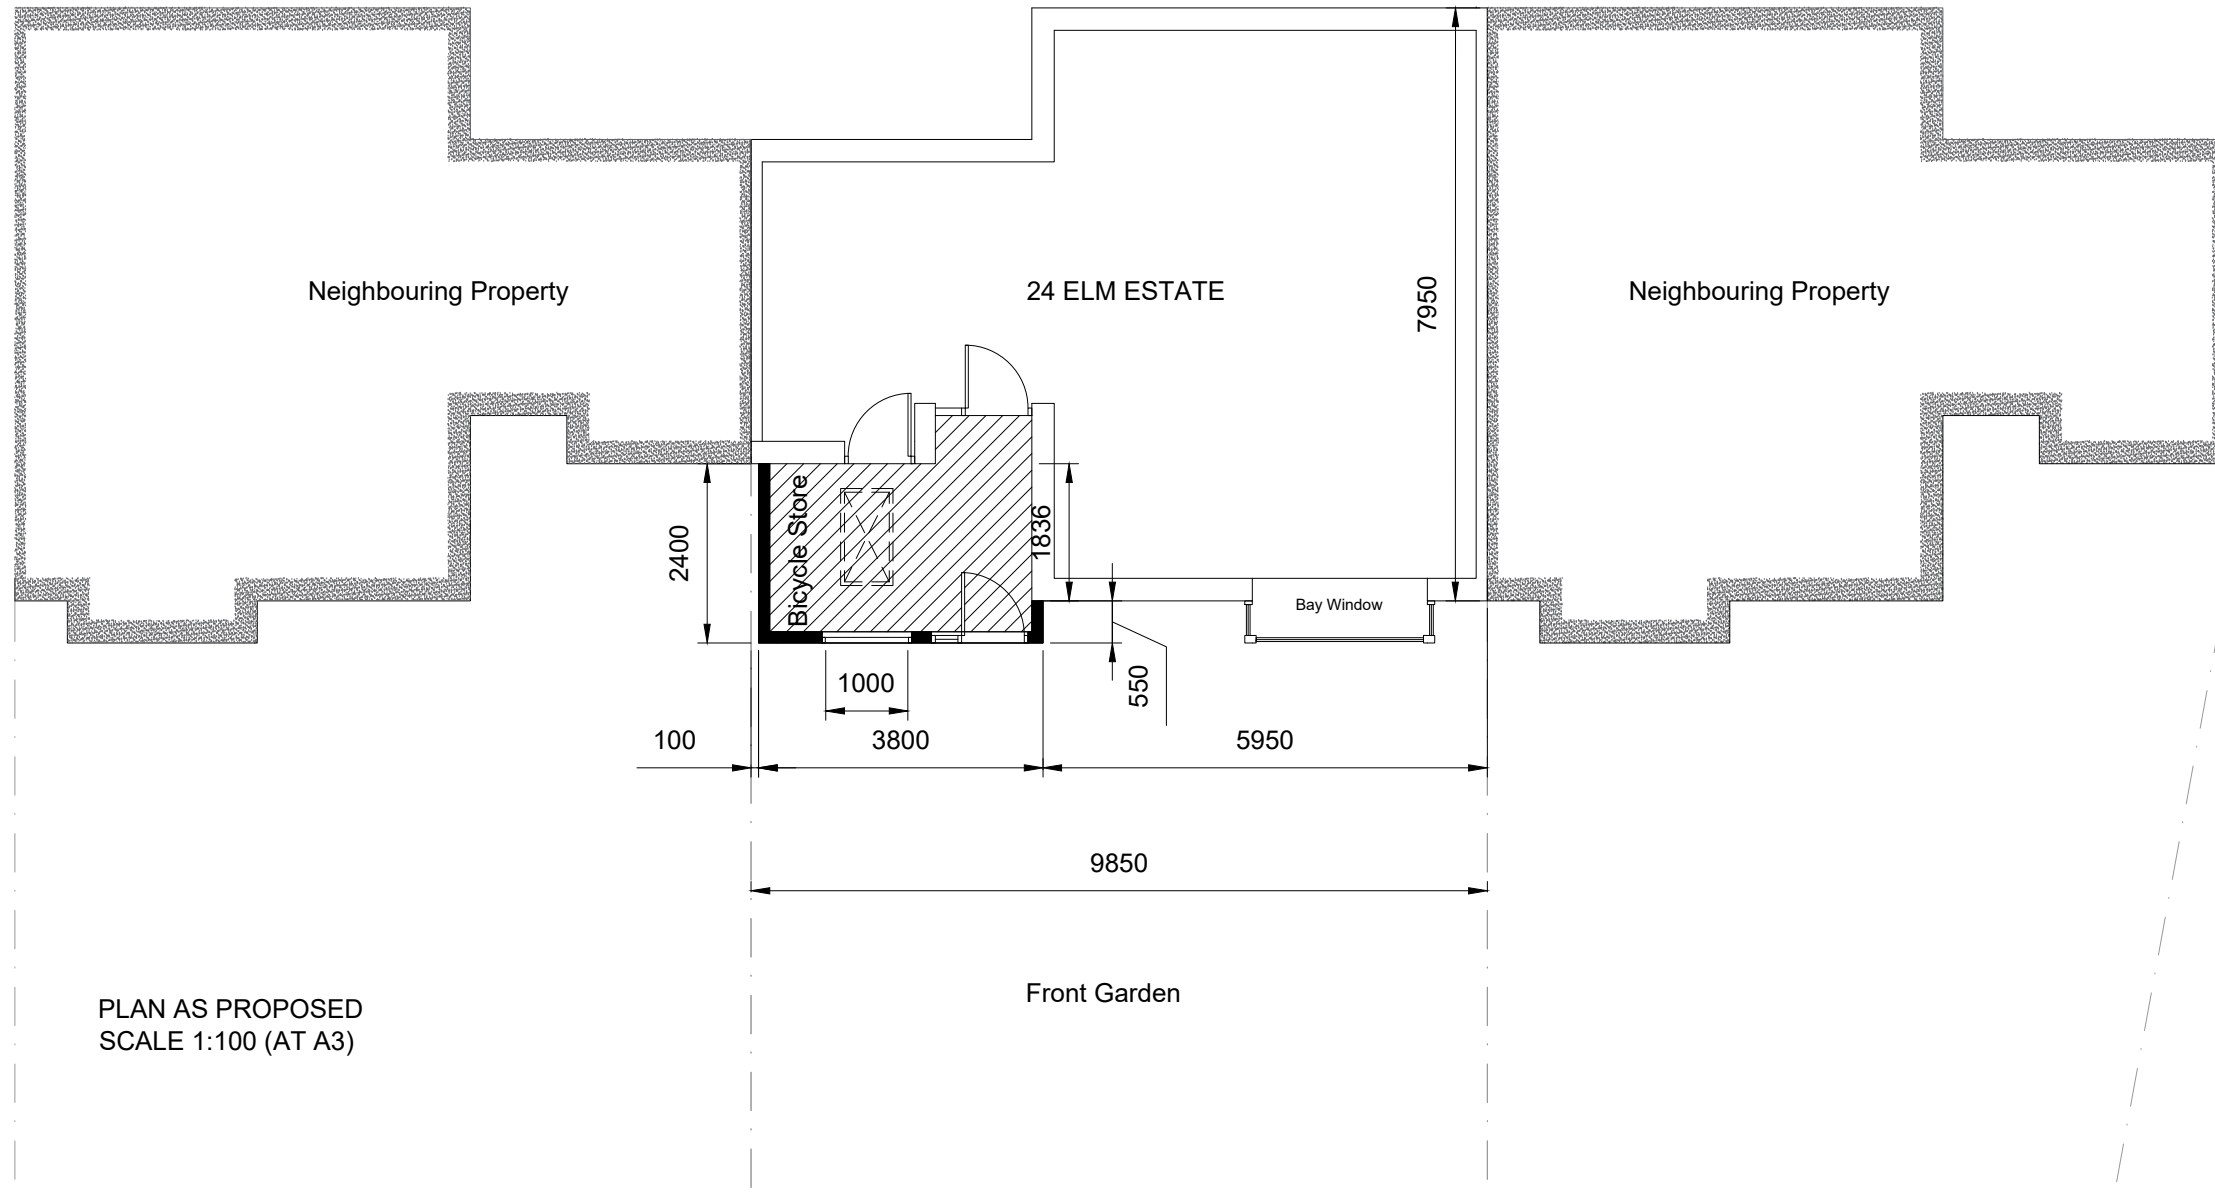 Neighbouring Property
24 ELM ESTATE
7950
Neighbouring Property
2400
Bicycle Store
1836
Bay Window
1000
550
100
3800
5950
9850
Front Garden
PLAN AS PROPOSED
SCALE 1:100 (AT A3)